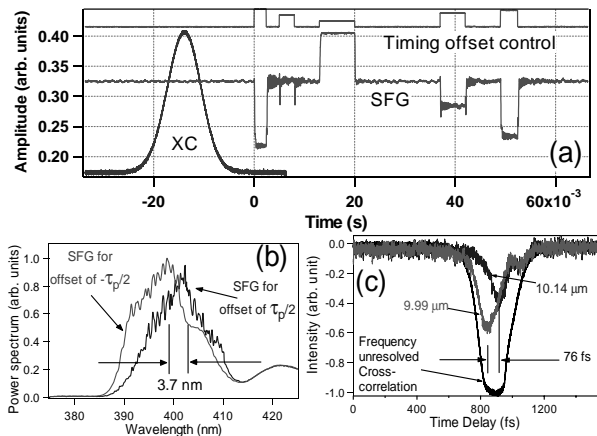 Amplitude (arb. units)
0.40
0.35
0.30
0.25
0.20
(a)
Timing offset control
SFG
XC
-20
0
20
40
60x10-3
Time (s)
Power spectrum (arb. units)
1.0
0.8
0.6
0.4
0.2
0.0
(b)
SFG for
offset of -τp/2
SFG for
offset of τp/2
3.7 nm
380
390
400
410
420
Wavelength (nm)
Intensity (arb. unit)
0.0
-0.2
-0.4
-0.6
-0.8
-1.0
(c)
10.14 μm
9.99 μm
Frequency
unresolved
Cross-
correlation
76 fs
0
400
800
1200
Time Delay (fs)